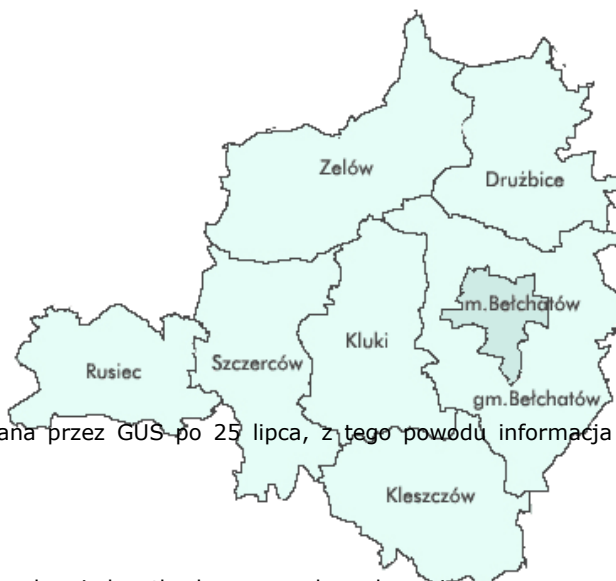 Zelów
Drużbice
m.Bełchatów
Kluki
Szczerców
Rusiec
gm.Bełchatów
ana przez GUS po 25 lipca, z tego powodu informacja
Kleszczów